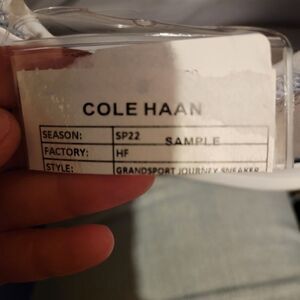 COLE HAAN
SEASON: SP22 SAMPLE
FACTORY: HF
STYLE: GRANDSPORT JOURNEY SNEAKER